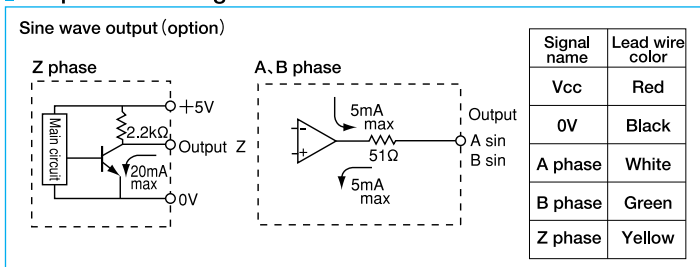 Sine wave output (option)
Z phase
Main circuit
+5V
2.2kΩ
Output Z
20mA
max
0V
A、B phase
5mA
max
51Ω
5mA
max
Output
A sin
B sin
Signal name Lead wire color
Vcc Red
0V Black
A phase White
B phase Green
Z phase Yellow